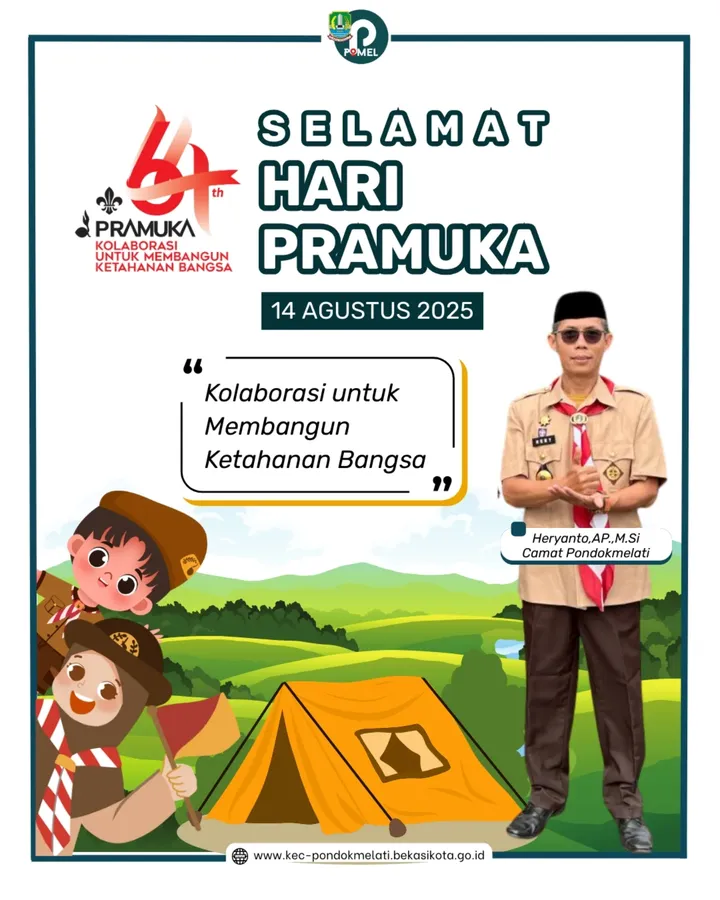 POMEL
SELAMAT
HARI
PRAMUKA
61th
PRAMUKA
KOLABORASI
UNTUK MEMBANGUN
KETAHANAN BANGSA
14 AGUSTUS 2025
“Kolaborasi untuk
Membangun
Ketahanan Bangsa”
Heryanto,AP.,M.Si
Camat Pondokmelati
www.kec-pondokmelati.bekasikota.go.id